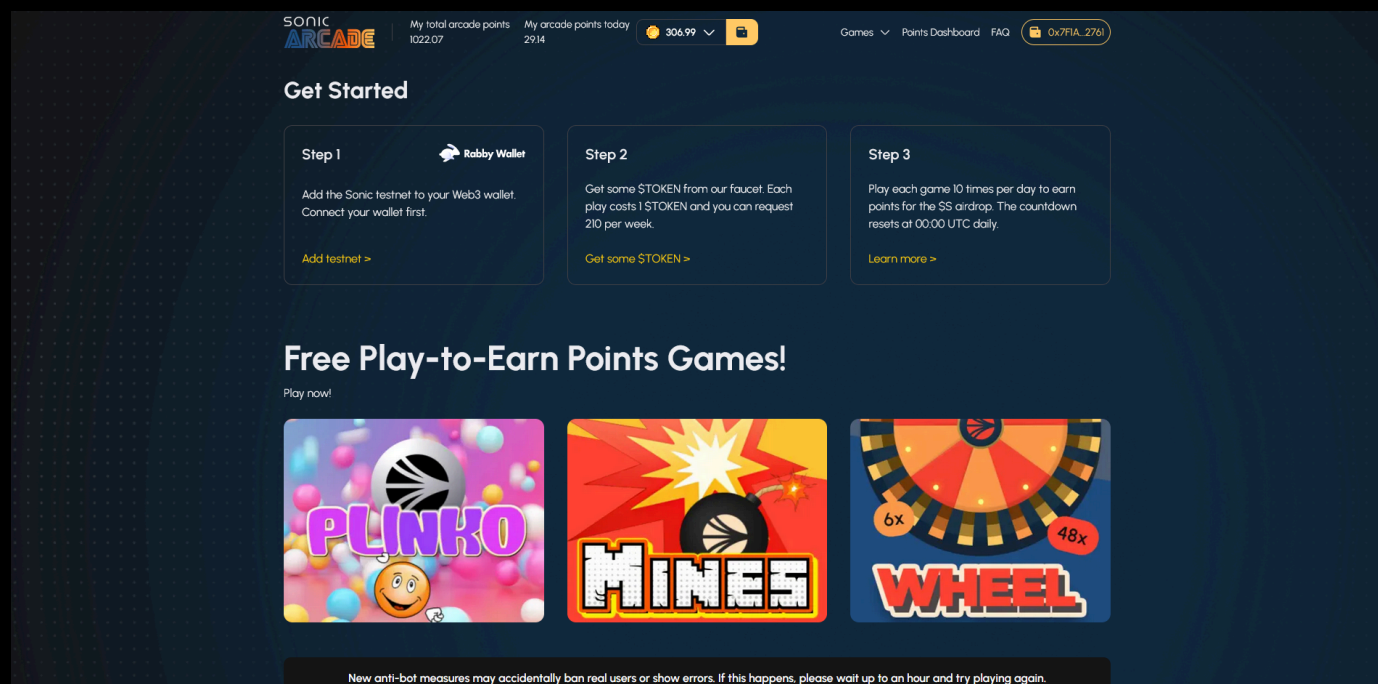 SONIC
ARCADE
My total arcade points
1022.07
My arcade points today
29.14
306.99
Games
Points Dashboard
FAQ
0x7F1A...2761
Get Started
Step 1
Rabby Wallet
Add the Sonic testnet to your Web3 wallet.
Connect your wallet first.
Add testnet >
Step 2
Get some $TOKEN from our faucet. Each
play costs 1 $TOKEN and you can request
210 per week.
Get some $TOKEN >
Step 3
Play each game 10 times per day to earn
points for the $S airdrop. The countdown
resets at 00:00 UTC daily.
Learn more >
Free Play-to-Earn Points Games!
Play now!
PLINKO
MINES
6x
48x
WHEEL
New anti-bot measures may accidentally ban real users or show errors. If this happens, please wait up to an hour and try playing again.